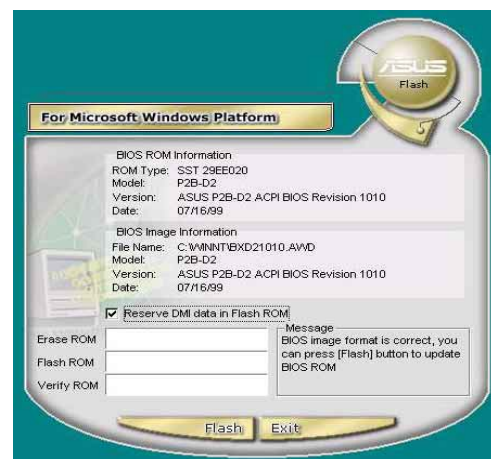 ASUS
Flash
For Microsoft Windows Platform
BIOS ROM Information
ROM Type: SST 29EE020
Model: P2B-D2
Version: ASUS P2B-D2 ACPI BIOS Revision 1010
Date: 07/16/99
BIOS Image Information
File Name: C:\WINNT\BXD21010.AWD
Model: P2B-D2
Version: ASUS P2B-D2 ACPI BIOS Revision 1010
Date: 07/16/99
Reserve DMI data in Flash ROM
Erase ROM
Flash ROM
Verify ROM
Message
BIOS image format is correct, you
can press [Flash] button to update
BIOS ROM
Flash
Exit